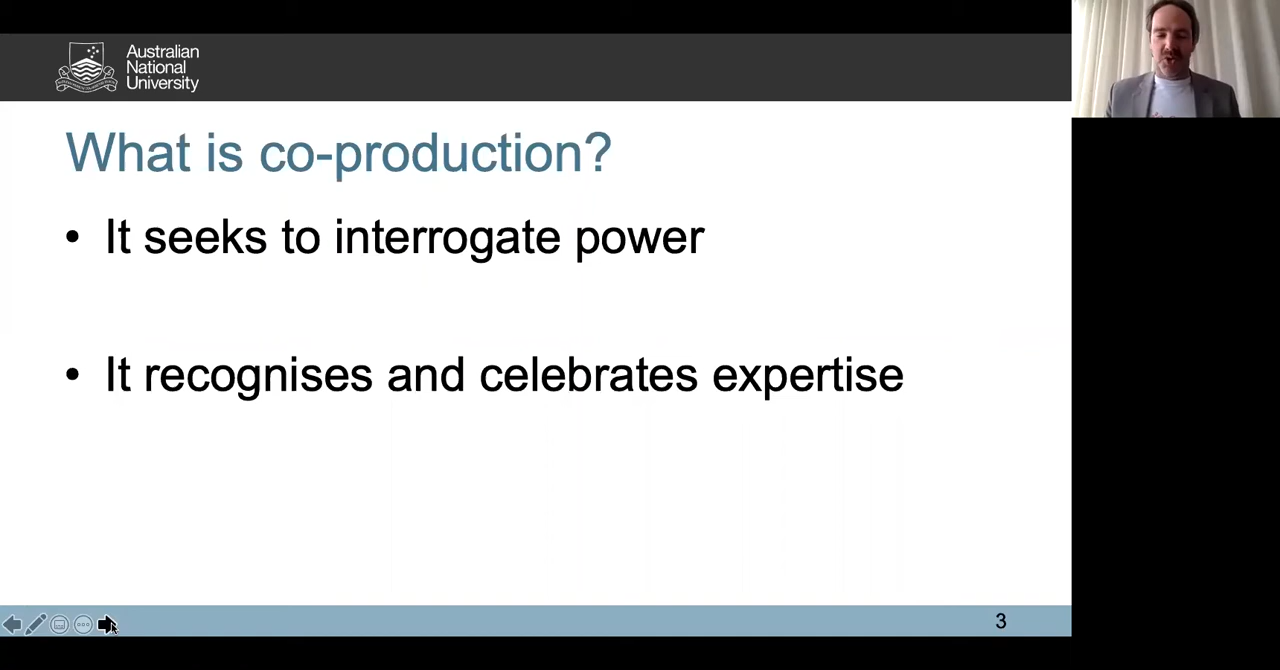 Australian
National
University
What is co-production?
• It seeks to interrogate power
• It recognises and celebrates expertise
3